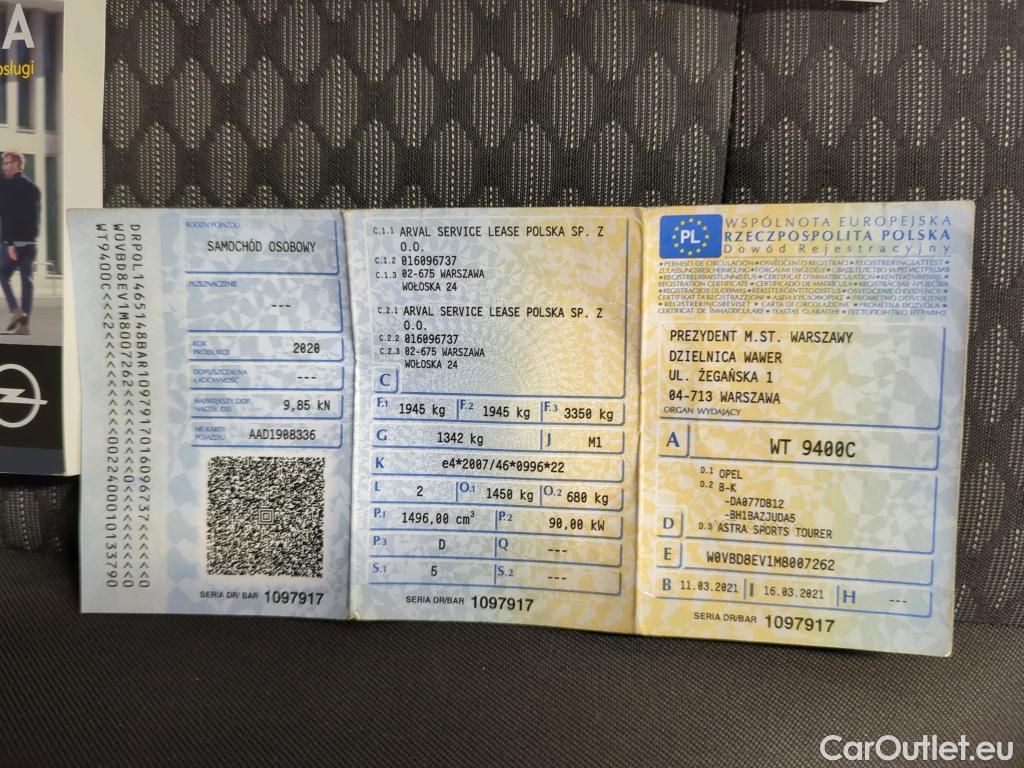 A
osługi
DRPOL1465148BAR1097917016096737<<<<<0
W0VBD8EV1M8007262<<<<<<<<<<<<<0<<<<<0
WT9400C<<<2<<<<<<<<<<<002240001013379O
RODZAJ POJAZDU
SAMOCHÓD OSOBOWY
PRZEZNACZENIE
---
ROK PRODUKCJI
2020
DOPUSZCZALNA ŁADOWNOŚĆ
---
NAJWIĘKSZY DOP. NACISK OSI
9,85 kN
NR KARTY POJAZDU
AAD1908336
SERIA DR/BAR 1097917
C.1.1 ARVAL SERVICE LEASE POLSKA SP. Z
O.O.
C.1.2 016096737
C.1.3 02-675 WARSZAWA
WOŁOSKA 24
C.2.1 ARVAL SERVICE LEASE POLSKA SP. Z
O.O.
C.2.2 016096737
C.2.3 02-675 WARSZAWA
WOŁOSKA 24
C
F.1 1945 kg F.2 1945 kg F.3 3350 kg
G 1342 kg J M1
K e4*2007/46*0996*22
L 2 O.1 1450 kg O.2 680 kg
P.1 1496,00 cm³ P.2 90,00 kW
P.3 D Q ---
S.1 5 S.2 ---
SERIA DR/BAR 1097917
PL
WSPÓLNOTA EUROPEJSKA
RZECZPOSPOLITA POLSKA
Dowód Rejestracyjny
PREZYDENT M.ST. WARSZAWY
DZIELNICA WAWER
UL. ŻEGAŃSKA 1
04-713 WARSZAWA
ORGAN WYDAJĄCY
A WT 9400C
D.1 OPEL
D.2 B-K
-DA077DB12
-BH1BAZJUDA5
D D.3 ASTRA SPORTS TOURER
E W0VBD8EV1M8007262
B 11.03.2021 I 16.03.2021 H ---
SERIA DR/BAR 1097917
CarOutlet.eu